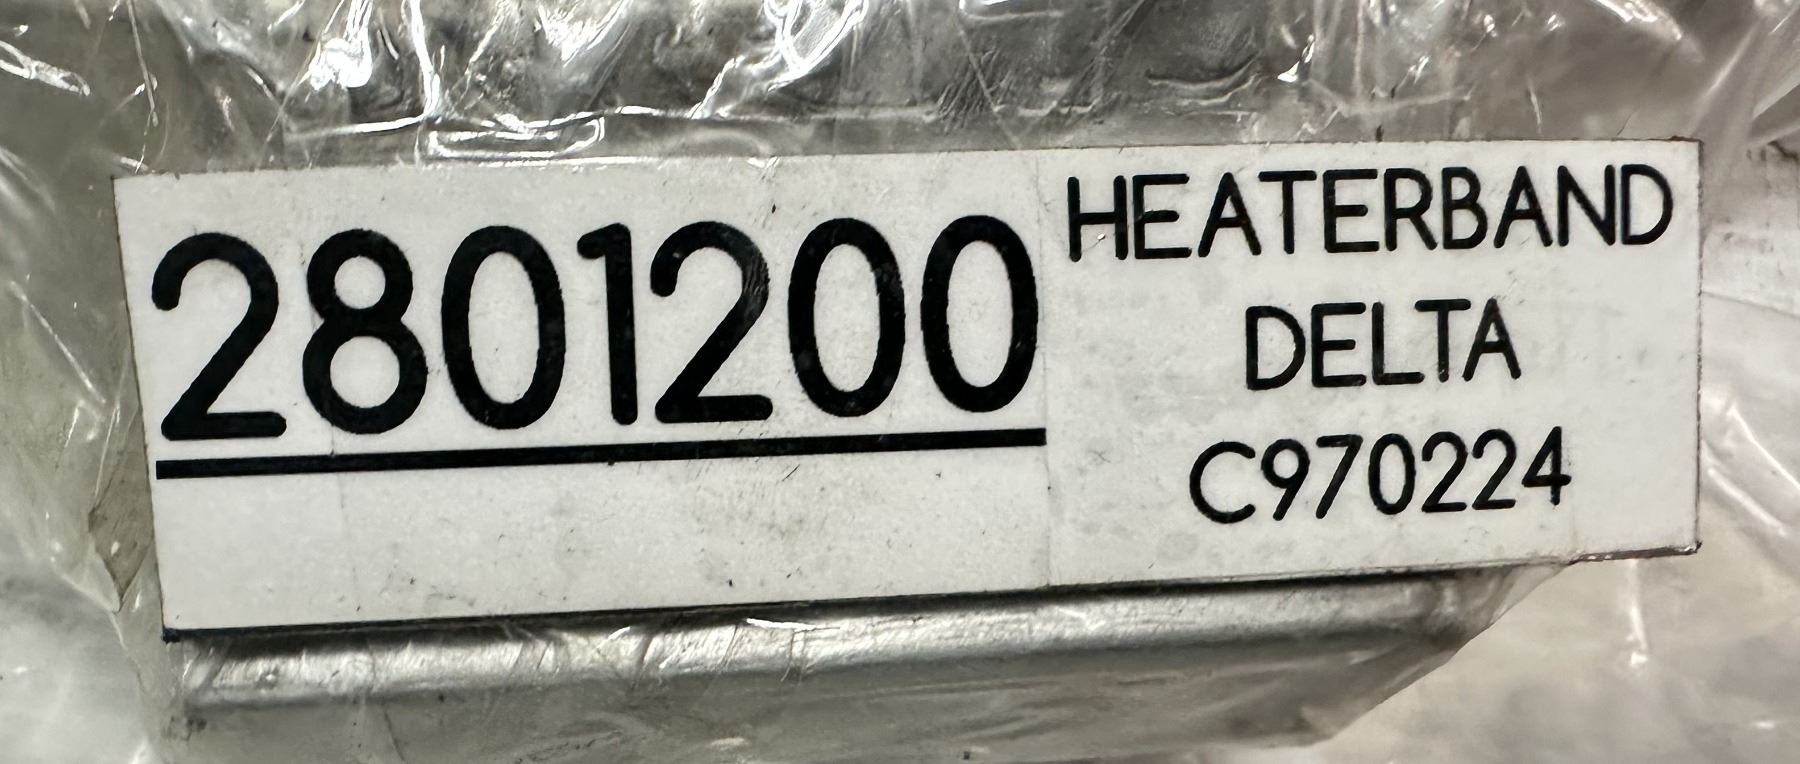 2801200
HEATERBAND
DELTA
C970224